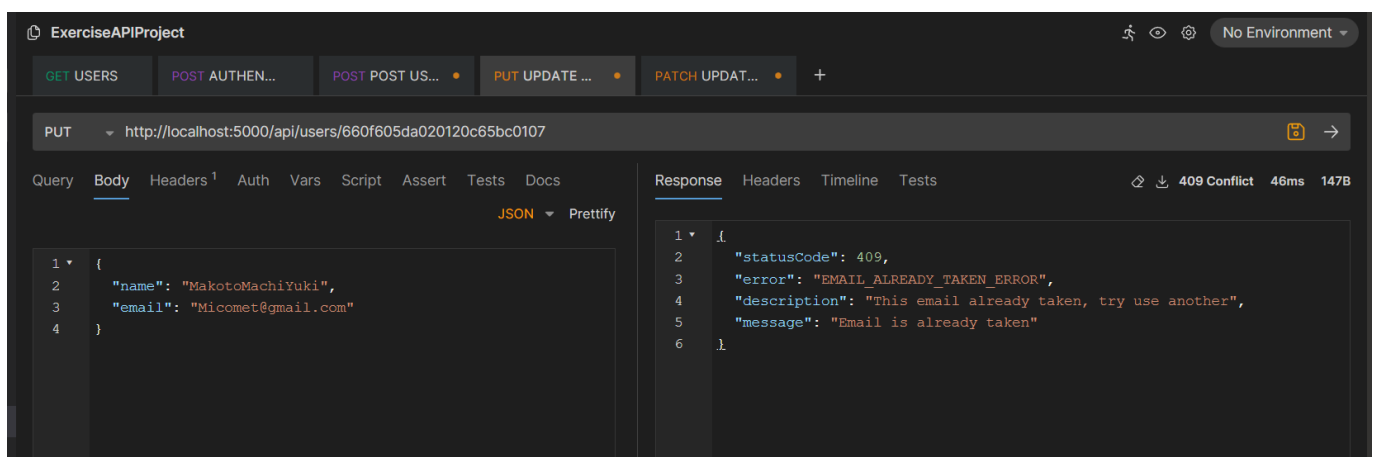 ExerciseAPIProject
No Environment
GET USERS
POST AUTHEN...
POST POST US...
PUT UPDATE ...
PATCH UPDAT...
+
PUT
http://localhost:5000/api/users/660f605da020120c65bc0107
Query Body Headers 1 Auth Vars Script Assert Tests Docs
JSON Prettify
1 {
2 "name": "MakotoMachiYuki",
3 "email": "Micomet@gmail.com"
4 }
Response Headers Timeline Tests
409 Conflict 46ms 147B
1 {
2 "statusCode": 409,
3 "error": "EMAIL_ALREADY_TAKEN_ERROR",
4 "description": "This email already taken, try use another",
5 "message": "Email is already taken"
6 }